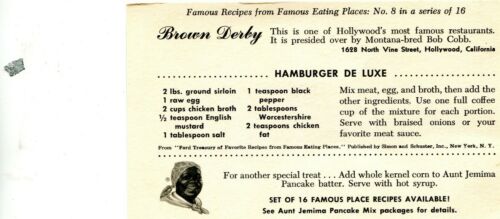 Famous Recipes from Famous Eating Places: No. 8 in a series of 16
Brown Derby
This is one of Hollywood's most famous restaurants.
It is presided over by Montana-bred Bob Cobb.
1628 North Vine Street, Hollywood, California
HAMBURGER DE LUXE
2 lbs. ground sirloin
1 raw egg
2 cups chicken broth
½ teaspoon English
mustard
1 tablespoon salt
1 teaspoon black
pepper
2 tablespoons
Worcestershire
2 teaspoons chicken
fat
Mix meat, egg, and broth, then add the
other ingredients. Use one full coffee
cup of the mixture for each portion.
Serve with braised onions or your
favorite meat sauce.
From "Ford Treasury of Favorite Recipes from Famous Eating Places." Published by Simon and Schuster, Inc., New York, N. Y.
For another special treat . . . Add whole kernel corn to Aunt Jemima
Pancake batter. Serve with hot syrup.
SET OF 16 FAMOUS PLACE RECIPES AVAILABLE!
See Aunt Jemima Pancake Mix packages for details.